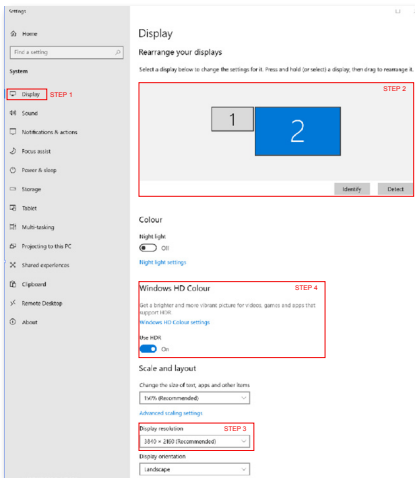 Settings
Home
Find a setting
System
Display STEP 1
Sound
Notifications & actions
Focus assist
Power & sleep
Storage
Tablet
Multi-tasking
Projecting to this PC
Shared experiences
Clipboard
Remote Desktop
About
Display
Rearrange your displays
Select a display below to change the settings for it. Press and hold (or select) a display, then drag to rearrange it.
STEP 2
1
2
Identify Detect
Colour
Night light
Off
Night light settings
Windows HD Colour STEP 4
Get a brighter and more vibrant picture for videos, games and apps that
support HDR.
Windows HD Colour settings
Use HDR
On
Scale and layout
Change the size of text, apps and other items
150% (Recommended)
Advanced scaling settings
Display resolution STEP 3
3840 × 2160 (Recommended)
Display orientation
Landscape